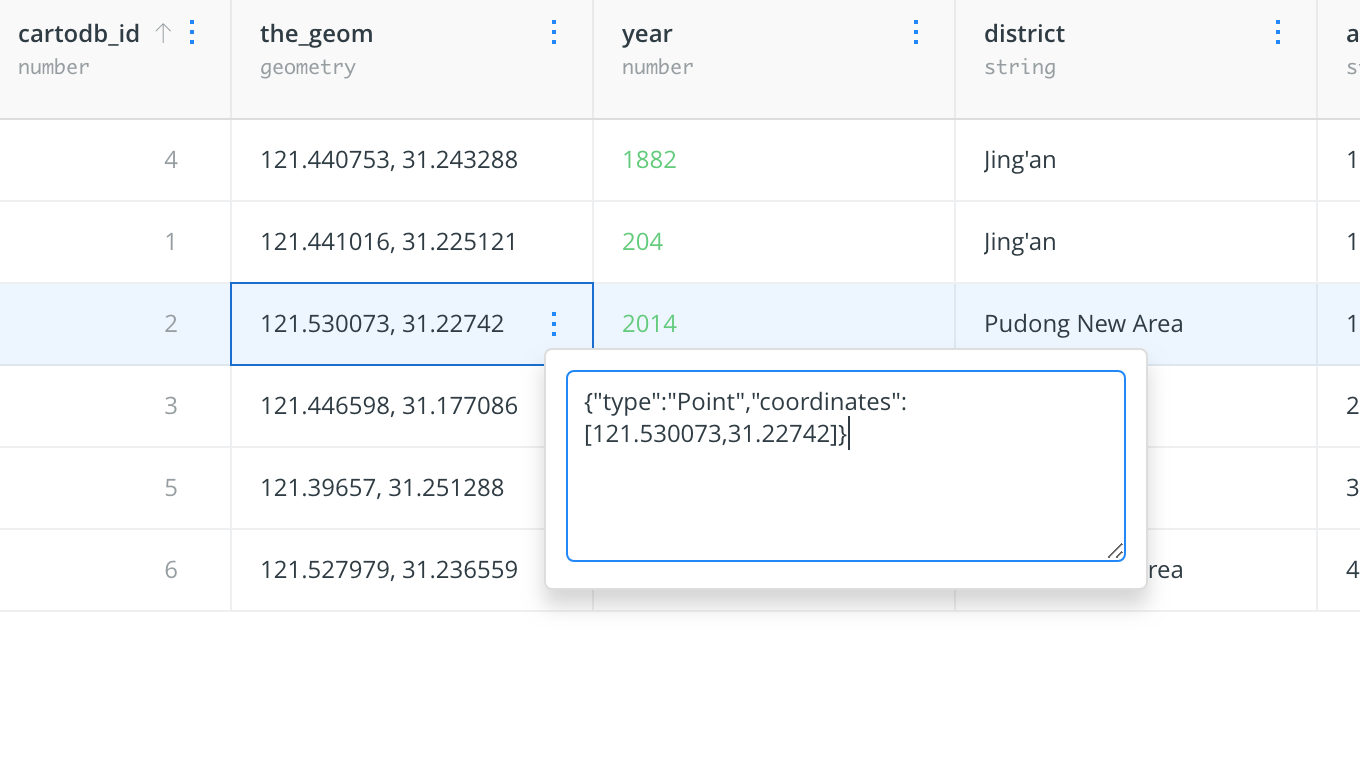 cartodb_id ↑ the_geom year district a
number geometry number string s
4 121.440753, 31.243288 1882 Jing'an 1
1 121.441016, 31.225121 204 Jing'an 1
2 121.530073, 31.22742 2014 Pudong New Area 1
3 121.446598, 31.177086 2
{"type":"Point","coordinates":
[121.530073,31.22742]}
5 121.39657, 31.251288 3
6 121.527979, 31.236559 rea 4